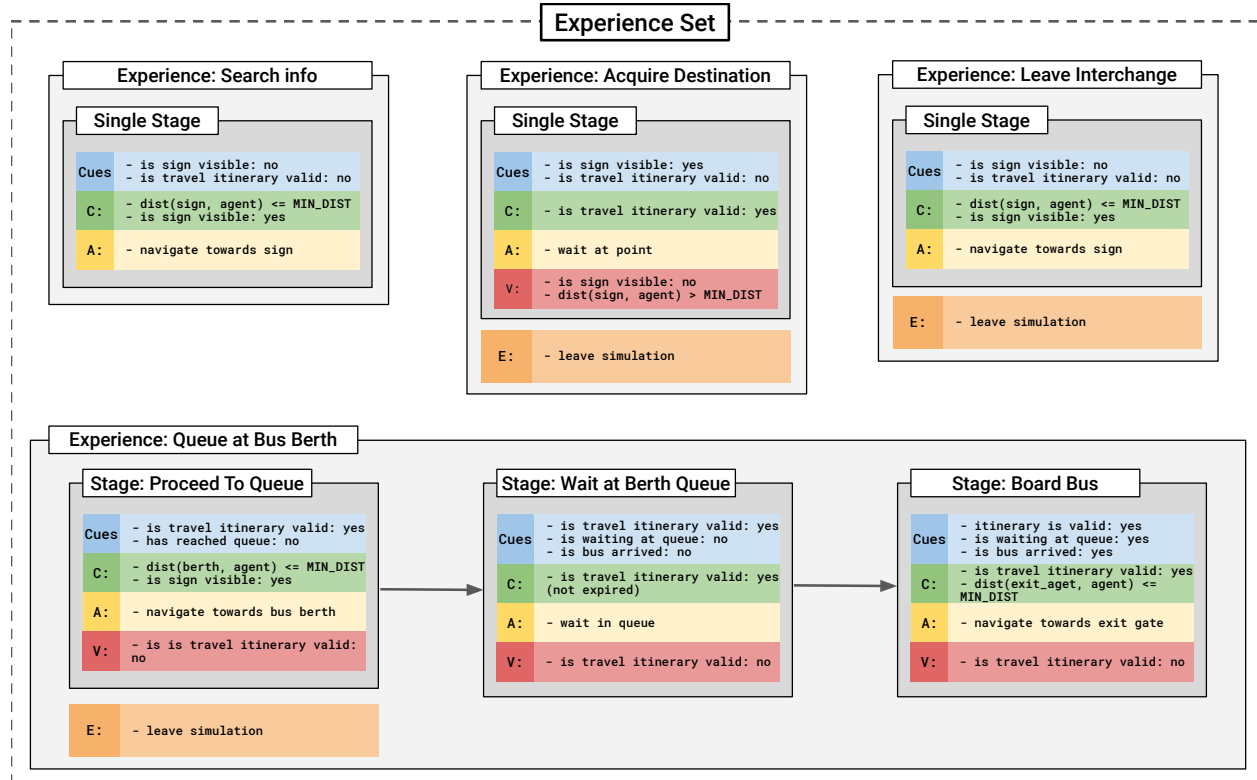 Experience Set
Experience: Search info
Single Stage
Cues
- is sign visible: no
- is travel itinerary valid: no
C:
- dist(sign, agent) <= MIN_DIST
- is sign visible: yes
A:
- navigate towards sign
Experience: Acquire Destination
Single Stage
Cues
- is sign visible: yes
- is travel itinerary valid: no
C:
- is travel itinerary valid: yes
A:
- wait at point
V:
- is sign visible: no
- dist(sign, agent) > MIN_DIST
E:
- leave simulation
Experience: Leave Interchange
Single Stage
Cues
- is sign visible: no
- is travel itinerary valid: no
C:
- dist(sign, agent) <= MIN_DIST
- is sign visible: yes
A:
- navigate towards sign
E:
- leave simulation
Experience: Queue at Bus Berth
Stage: Proceed To Queue
Cues
- is travel itinerary valid: yes
- has reached queue: no
C:
- dist(berth, agent) <= MIN_DIST
- is sign visible: yes
A:
- navigate towards bus berth
V:
- is is travel itinerary valid:
no
E:
- leave simulation
Stage: Wait at Berth Queue
Cues
- is travel itinerary valid: yes
- is waiting at queue: no
- is bus arrived: no
C:
- is travel itinerary valid: yes
(not expired)
A:
- wait in queue
V:
- is travel itinerary valid: no
Stage: Board Bus
Cues
- itinerary is valid: yes
- is waiting at queue: yes
- is bus arrived: yes
C:
- is travel itinerary valid: yes
- dist(exit_aget, agent) <=
MIN_DIST
A:
- navigate towards exit gate
V:
- is travel itinerary valid: no